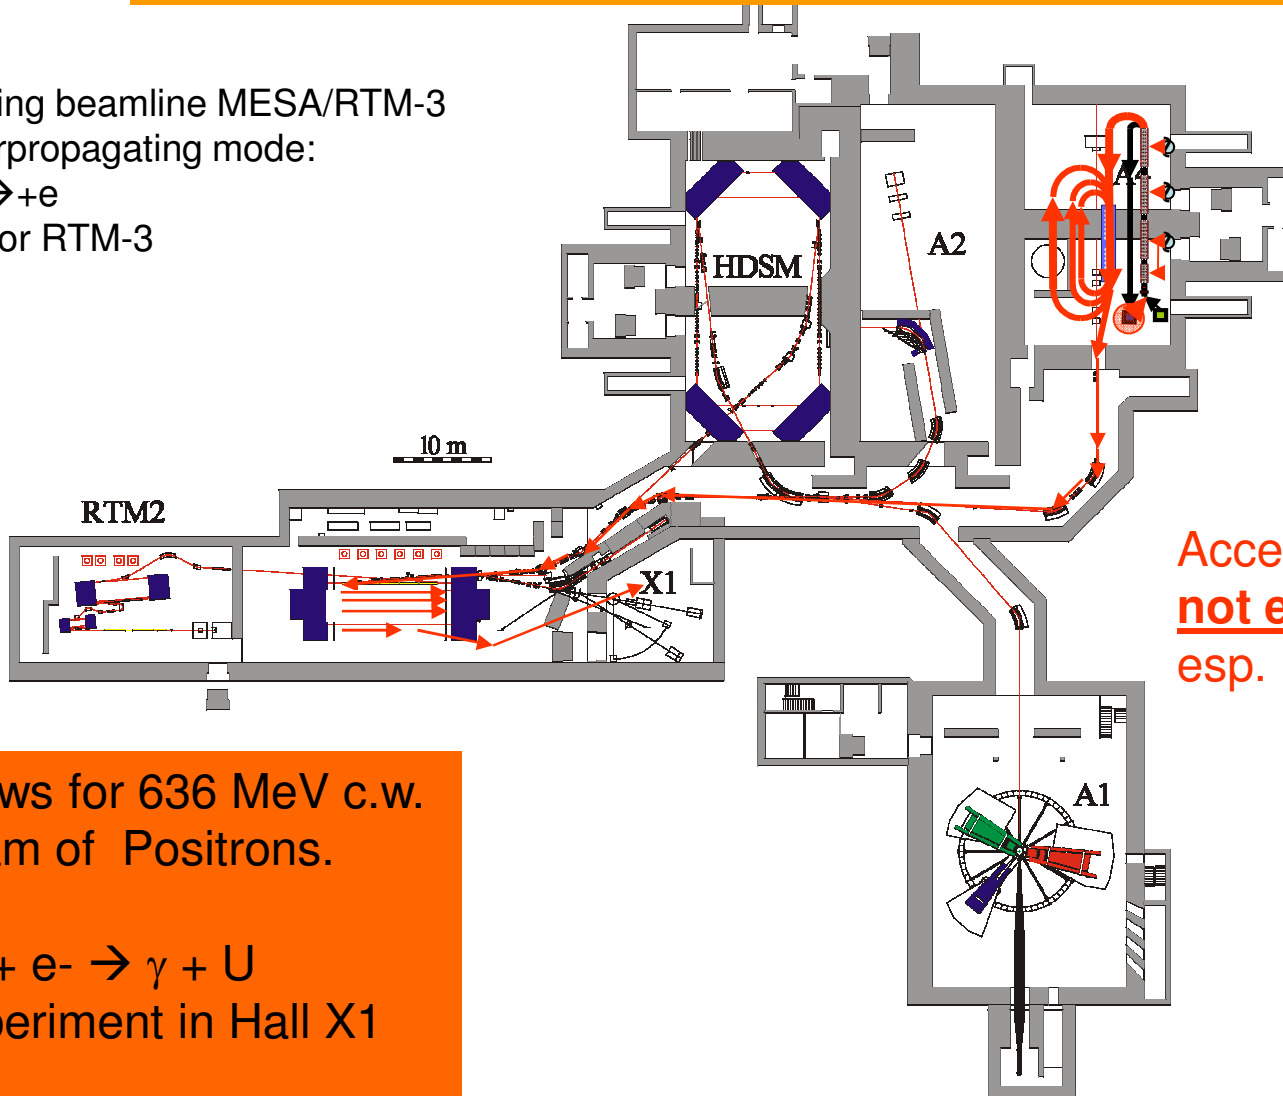 ing beamline MESA/RTM-3
rpropagating mode:
→+e
or RTM-3
HDSM
A2
10 m
RTM2
X1
Acce
not e
esp.
A1
ws for 636 MeV c.w.
am of Positrons.
+ e- → γ + U
periment in Hall X1